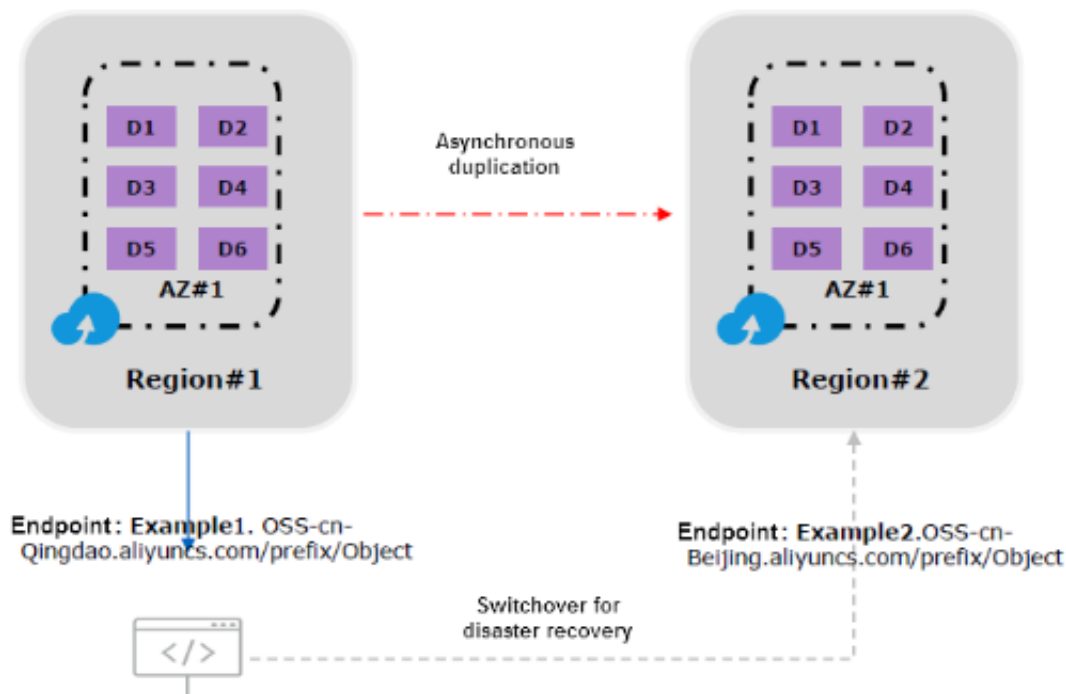 D1 D2
D3 D4
D5 D6
AZ#1
Region#1
Asynchronous
duplication
D1 D2
D3 D4
D5 D6
AZ#1
Region#2
Endpoint: Example1. OSS-cn-
Qingdao.aliyuncs.com/prefix/Object
Endpoint: Example2.OSS-cn-
Beijing.aliyuncs.com/prefix/Object
Switchover for
disaster recovery
</>